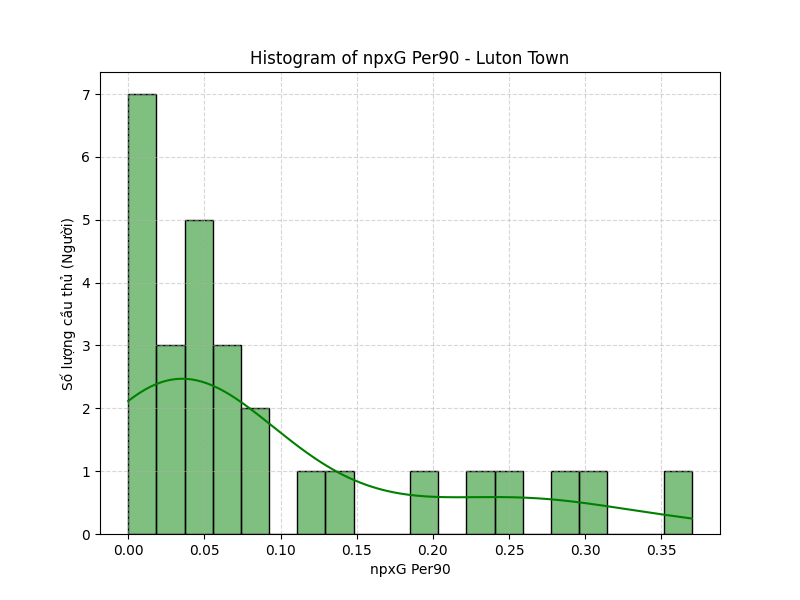 Histogram of npxG Per90 - Luton Town
Số lượng cầu thủ (Người)
7
6
5
4
3
2
1
0
0.00 0.05 0.10 0.15 0.20 0.25 0.30 0.35
npxG Per90